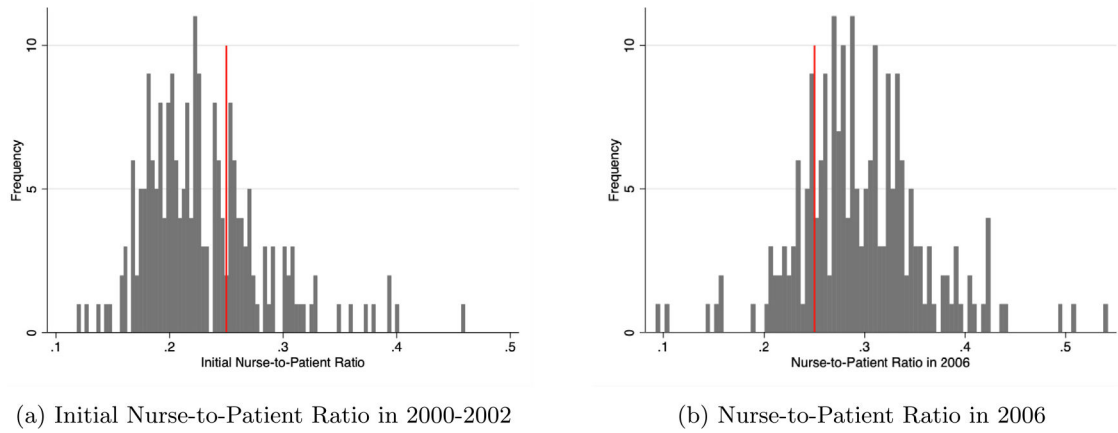 10
5
0
Frequency
.1 .2 .3 .4 .5
Initial Nurse-to-Patient Ratio
(a) Initial Nurse-to-Patient Ratio in 2000-2002
10
5
0
Frequency
.1 .2 .3 .4 .5
Nurse-to-Patient Ratio in 2006
(b) Nurse-to-Patient Ratio in 2006